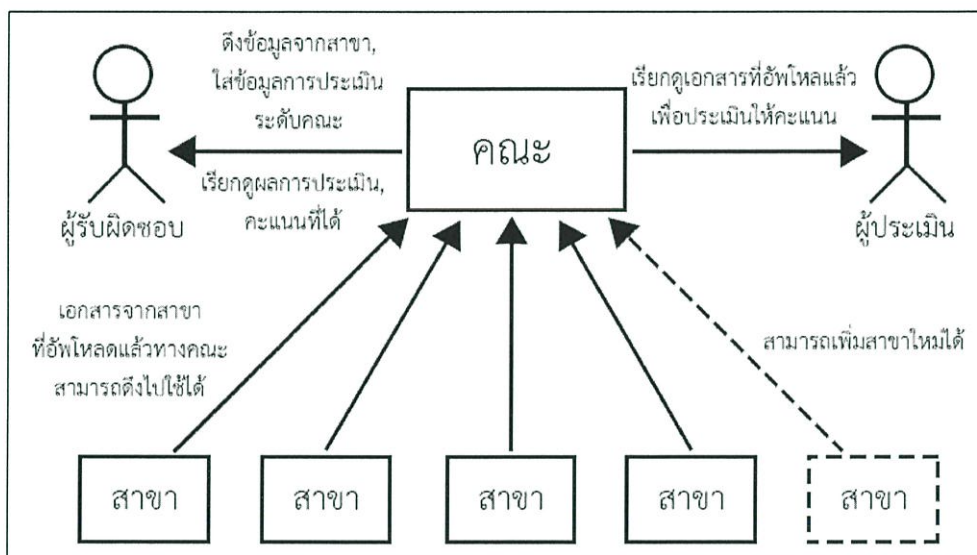 ดึงข้อมูลจากสาขา,
ใส่ข้อมูลการประเมิน
ระดับคณะ
เรียกดูผลการประเมิน,
คะแนนที่ได้
ผู้รับผิดชอบ
คณะ
เรียกดูเอกสารที่อัพโหลแล้ว
เพื่อประเมินให้คะแนน
ผู้ประเมิน
เอกสารจากสาขา
ที่อัพโหลดแล้วทางคณะ
สามารถดึงไปใช้ได้
สามารถเพิ่มสาขาใหม่ได้
สาขา
สาขา
สาขา
สาขา
สาขา